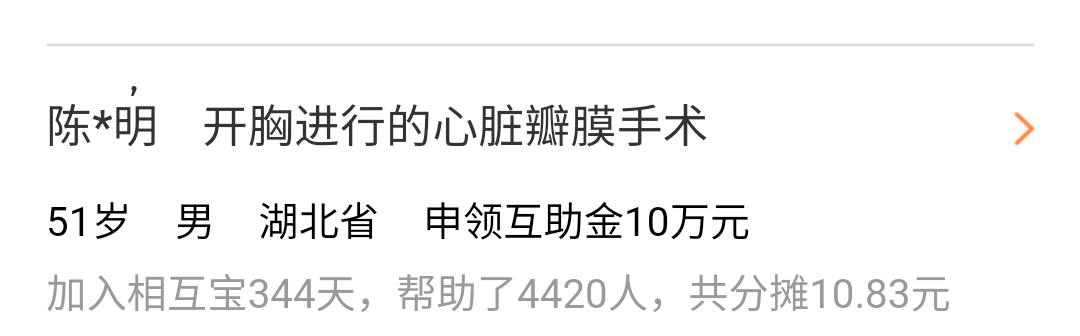 陈*明 开胸进行的心脏瓣膜手术
51岁 男 湖北省 申领互助金10万元
加入相互宝344天，帮助了4420人，共分摊10.83元